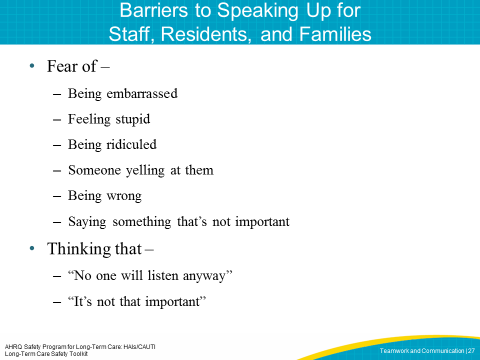 Barriers to Speaking Up for
Staff, Residents, and Families
• Fear of –
– Being embarrassed
– Feeling stupid
– Being ridiculed
– Someone yelling at them
– Being wrong
– Saying something that’s not important
• Thinking that –
– “No one will listen anyway”
– “It’s not that important”
AHRQ Safety Program for Long-Term Care: HAIs/CAUTI
Long-Term Care Safety Toolkit
Teamwork and Communication | 27